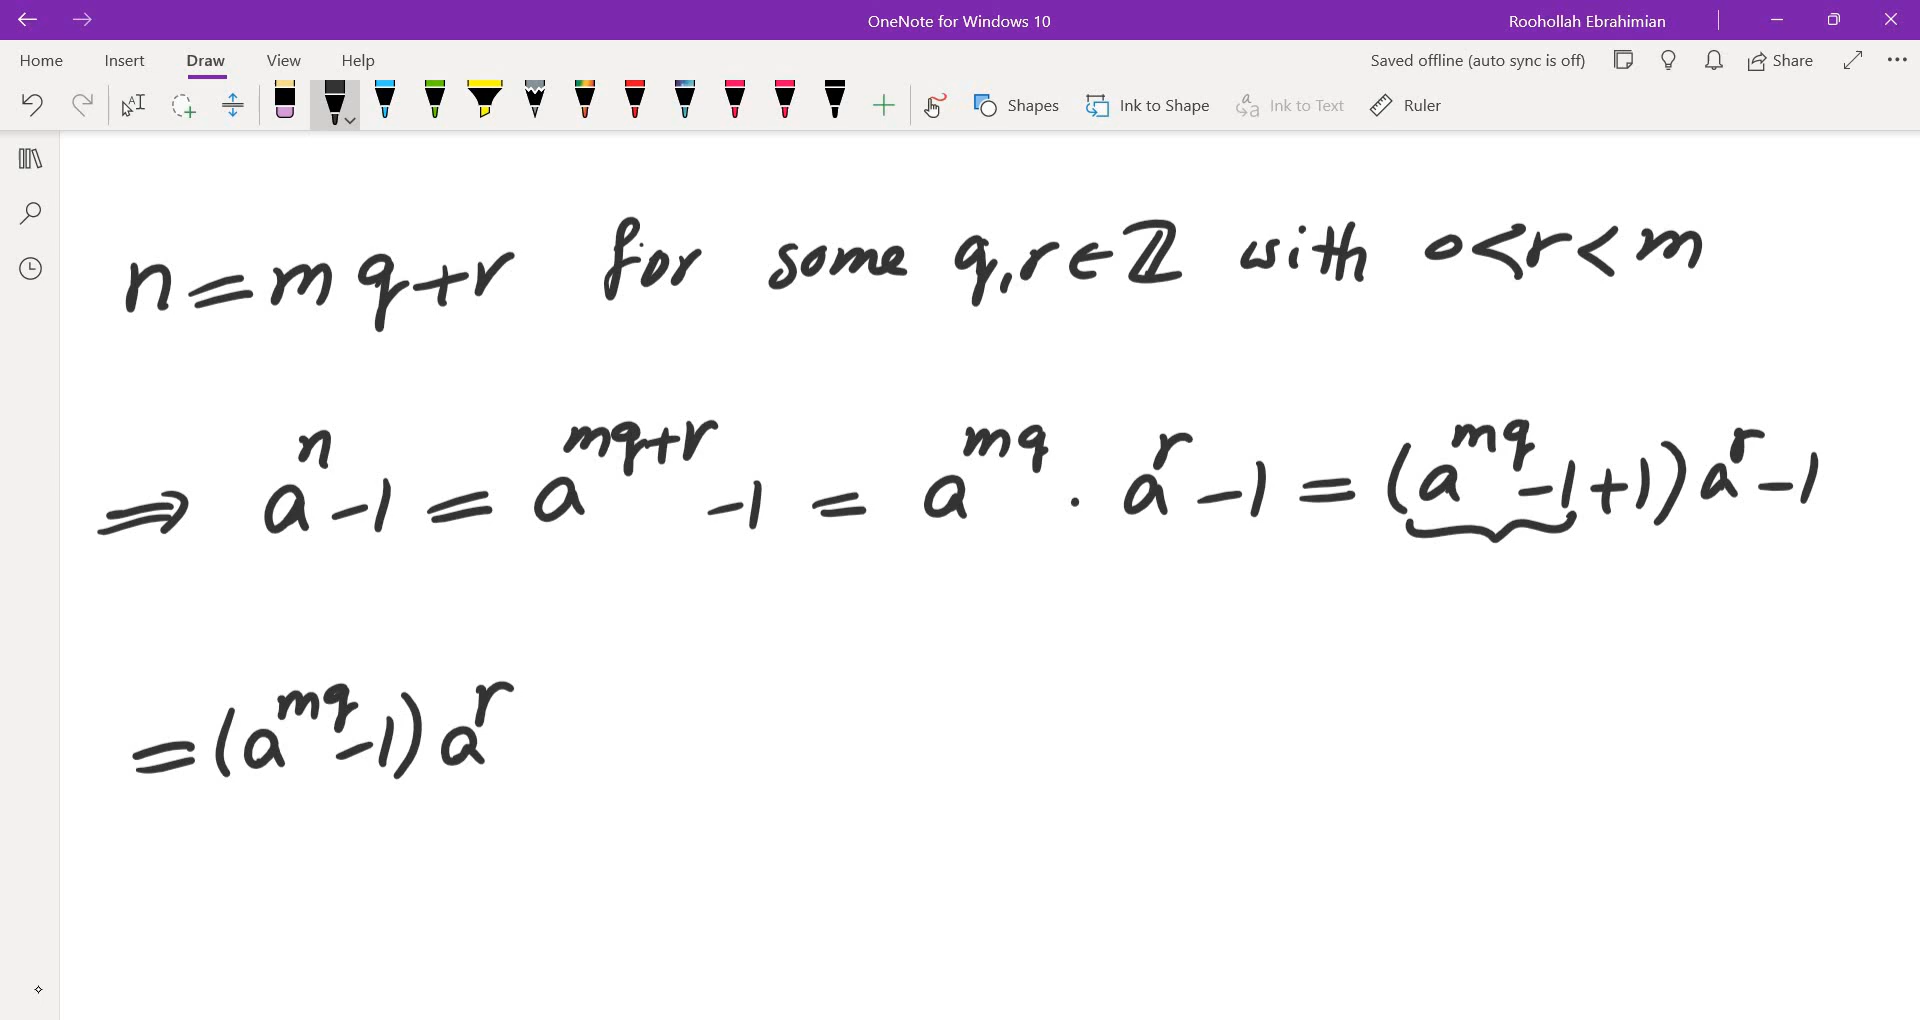 OneNote for Windows 10
Roohollah Ebrahimian
Home Insert Draw View Help
Saved offline (auto sync is off) Share
Shapes Ink to Shape Ink to Text Ruler
n = mq + r for some q, r ∈ ℤ with 0 < r < m
⟹ a^n - 1 = a^{mq+r} - 1 = a^{mq} · a^r - 1 = (a^{mq} - 1 + 1) a^r - 1
= (a^{mq} - 1) a^r